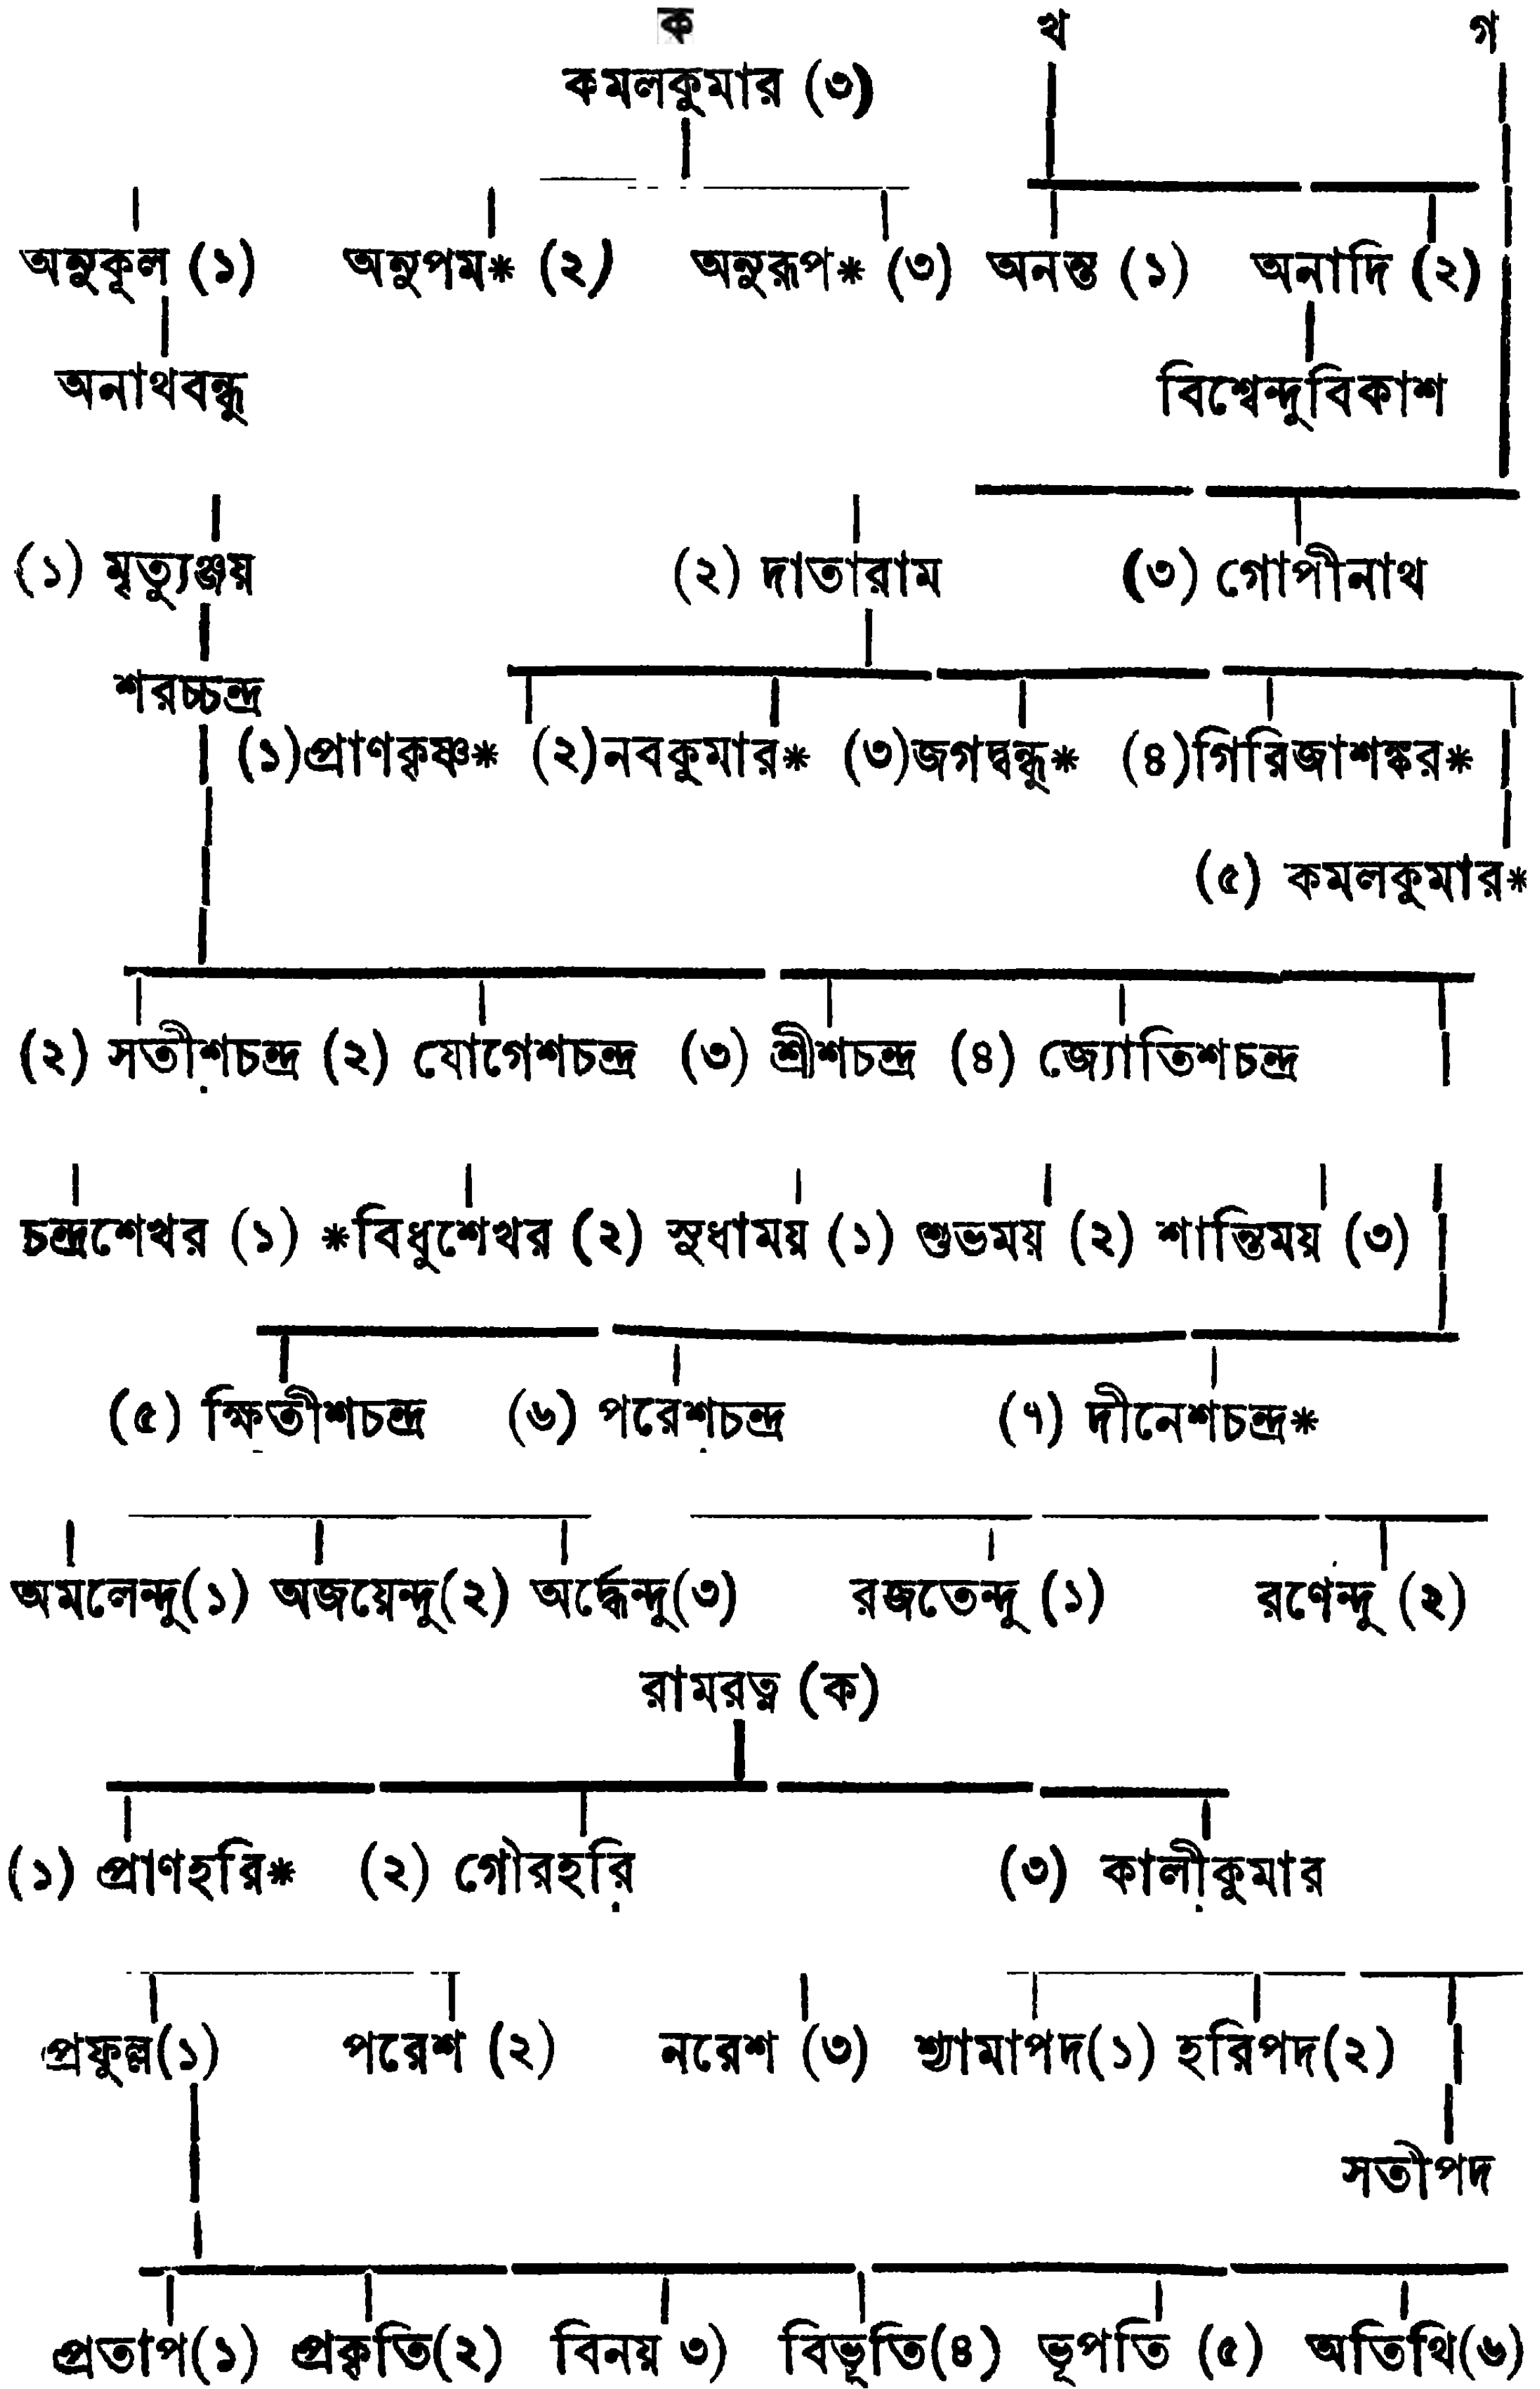 ক খ গ
কমলকুমার (৩)
অনুকূল (১) অনুপম* (২) অনুরূপ* (৩) অনন্ত (১) অনাদি (২)
অনাথবন্ধু বিশ্বেন্দুবিকাশ
(১) মৃত্যুঞ্জয় (২) দাতারাম (৩) গোপীনাথ
শরচ্চন্দ্র
(১)প্রাণকৃষ্ণ* (২)নবকুমার* (৩)জগদ্বন্ধু* (৪)গিরিজাশঙ্কর*
(৫) কমলকুমার*
(২) সতীশচন্দ্র (২) যোগেশচন্দ্র (৩) শ্রীশচন্দ্র (৪) জ্যোতিশচন্দ্র
চন্দ্রশেখর (১) *বিধুশেখর (২) সুধাময় (১) শুভময় (২) শান্তিময় (৩)
(৫) ক্ষিতীশচন্দ্র (৬) পরেশচন্দ্র (৭) দীনেশচন্দ্র*
অমলেন্দু(১) অজয়েন্দু(২) অর্দ্ধেন্দু(৩) রজতেন্দু (১) রণেন্দু (২)
রামরত্ন (ক)
(১) প্রাণহরি* (২) গৌরহরি (৩) কালীকুমার
প্রফুল্ল(১) পরেশ (২) নরেশ (৩) শ্যামাপদ(১) হরিপদ(২)
সতীপদ
প্রতাপ(১) প্রকৃতি(২) বিনয় ৩) বিভূতি(৪) ভূপতি (৫) অতিথি(৬)